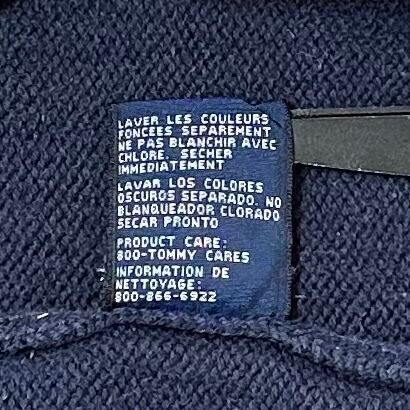 LAVER LES COULEURS
FONCEES SEPAREMENT
NE PAS BLANCHIR AVEC
CHLORE. SECHER
IMMEDIATEMENT
LAVAR LOS COLORES
OSCUROS SEPARADO. NO
BLANQUEADOR CLORADO
SECAR PRONTO
PRODUCT CARE:
800-TOMMY CARES
INFORMATION DE
NETTOYAGE:
800-866-6922